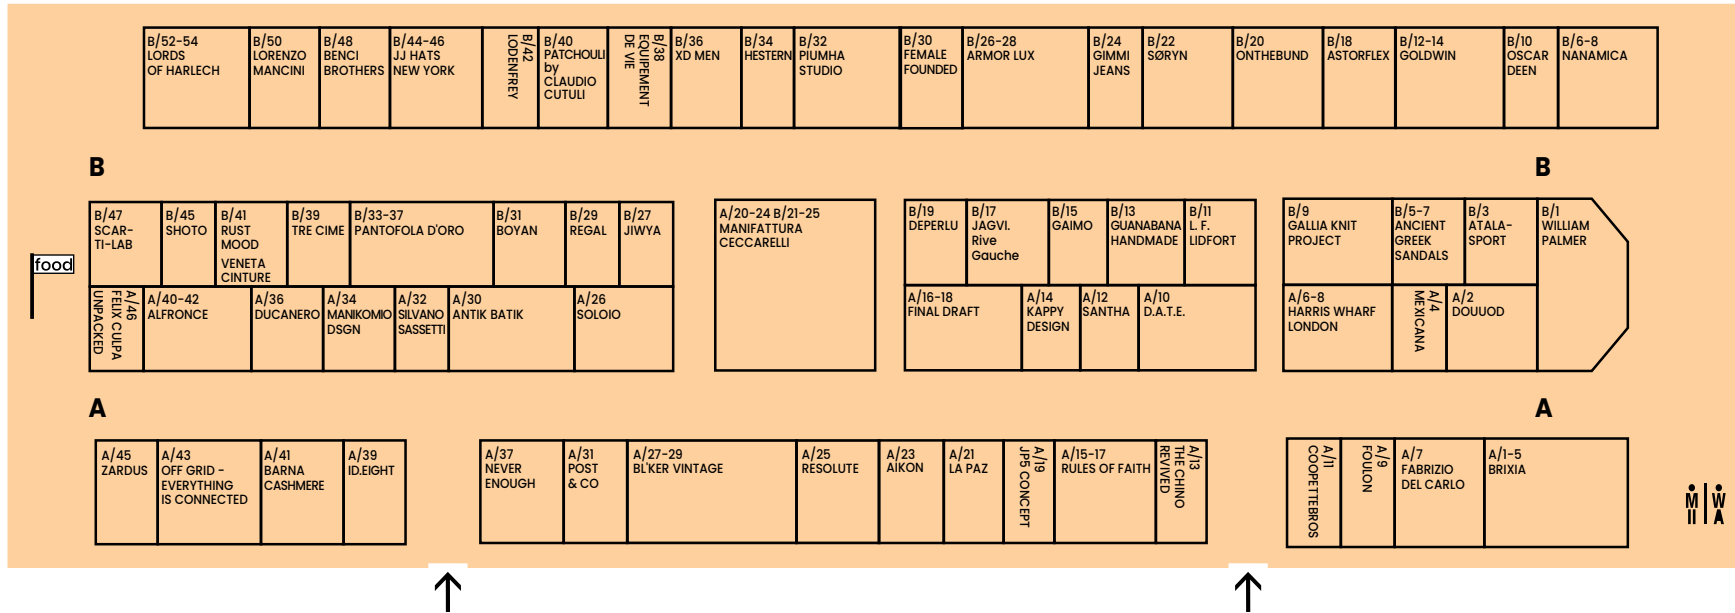 B/52-54
LORDS
OF HARLECH
B/50
LORENZO
MANCINI
B/48
BENCI
BROTHERS
B/44-46
JJ HATS
NEW YORK
B/42
LODENFREY
B/40
PATCHOULI
by
CLAUDIO
CUTULI
B/38
EQUIPEMENT
DE VIE
B/36
XD MEN
B/34
HESTERN
B/32
PIUMHA
STUDIO
B/30
FEMALE
FOUNDED
B/26-28
ARMOR LUX
B/24
GIMMI
JEANS
B/22
SØRYN
B/20
ONTHEBUND
B/18
ASTORFLEX
B/12-14
GOLDWIN
B/10
OSCAR
DEEN
B/6-8
NANAMICA
B
B
B/47
SCAR-
TI-LAB
B/45
SHOTO
B/41
RUST
MOOD
VENETA
CINTURE
B/39
TRE CIME
B/33-37
PANTOFOLA D'ORO
B/31
BOYAN
B/29
REGAL
B/27
JIWYA
A/20-24 B/21-25
MANIFATTURA
CECCARELLI
B/19
DEPERLU
B/17
JAGVI.
Rive
Gauche
B/15
GAIMO
B/13
GUANABANA
HANDMADE
B/11
L. F.
LIDFORT
B/9
GALLIA KNIT
PROJECT
B/5-7
ANCIENT
GREEK
SANDALS
B/3
ATALA-
SPORT
B/1
WILLIAM
PALMER
food
A/46
FELIX CULPA
UNPACKED
A/40-42
ALFRONCE
A/36
DUCANERO
A/34
MANIKOMIO
DSGN
A/32
SILVANO
SASSETTI
A/30
ANTIK BATIK
A/26
SOLOIO
A/16-18
FINAL DRAFT
A/14
KAPPY
DESIGN
A/12
SANTHA
A/10
D.A.T.E.
A/6-8
HARRIS WHARF
LONDON
A/4
MEXICANA
A/2
DOUUOD
A
A
A/45
ZARDUS
A/43
OFF GRID -
EVERYTHING
IS CONNECTED
A/41
BARNA
CASHMERE
A/39
ID.EIGHT
A/37
NEVER
ENOUGH
A/31
POST
& CO
A/27-29
BL'KER VINTAGE
A/25
RESOLUTE
A/23
AIKON
A/21
LA PAZ
A/19
JP5 CONCEPT
A/15-17
RULES OF FAITH
A/13
THE CHINO
REVIVED
A/11
COOPETTEBROS
A/9
FOULON
A/7
FABRIZIO
DEL CARLO
A/1-5
BRIXIA
M W